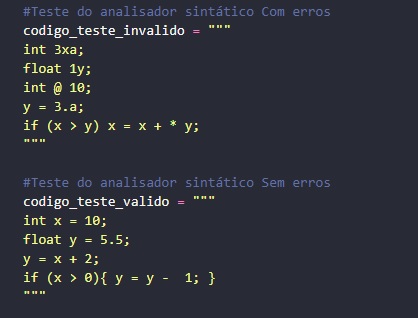 #Teste do analisador sintático Com erros
codigo_teste_invalido = """
int 3xa;
float 1y;
int @ 10;
y = 3.a;
if (x > y) x = x + * y;
"""
#Teste do analisador sintático Sem erros
codigo_teste_valido = """
int x = 10;
float y = 5.5;
y = x + 2;
if (x > 0){ y = y -  1; }
"""